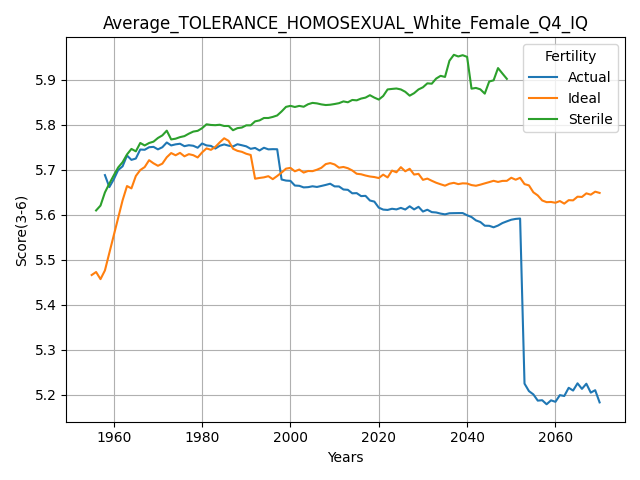 Average_TOLERANCE_HOMOSEXUAL_White_Female_Q4_IQ
Fertility
Actual
Ideal
Sterile
Score(3-6)
5.9
5.8
5.7
5.6
5.5
5.4
5.3
5.2
1960
1980
2000
2020
2040
2060
Years